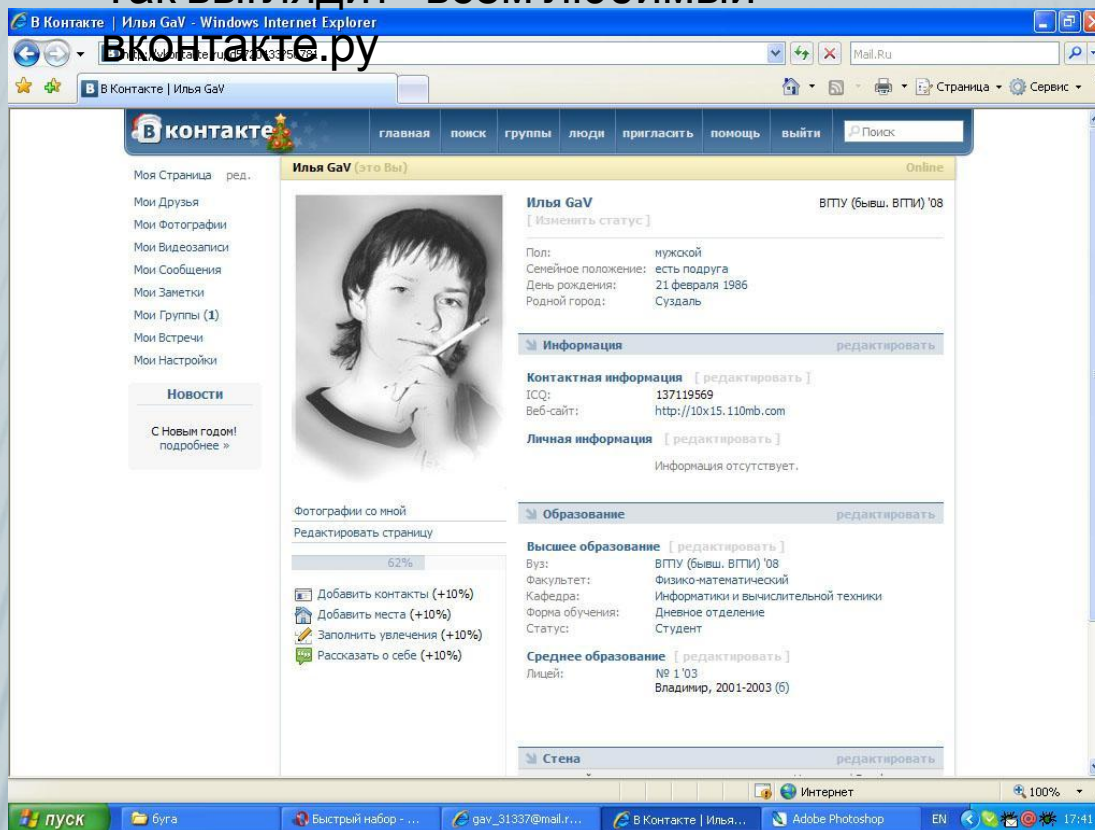 так выглядит всем любимый
вконтакте.ру
В Контакте | Илья GaV - Windows Internet Explorer
Mail.Ru
В Контакте | Илья GaV
Страница Сервис
В контакте главная поиск группы люди пригласить помощь выйти Поиск
Илья GaV (это Вы) Online
Моя Страница ред.
Мои Друзья
Мои Фотографии
Мои Видеозаписи
Мои Сообщения
Мои Заметки
Мои Группы (1)
Мои Встречи
Мои Настройки
Новости
С Новым годом!
подробнее »
Фотографии со мной
Редактировать страницу
62%
Добавить контакты (+10%)
Добавить места (+10%)
Заполнить увлечения (+10%)
Рассказать о себе (+10%)
Илья GaV ВГПУ (бывш. ВГПИ) '08
[ Изменить статус ]
Пол: мужской
Семейное положение: есть подруга
День рождения: 21 февраля 1986
Родной город: Суздаль
Информация редактировать
Контактная информация [ редактировать ]
ICQ: 137119569
Веб-сайт: http://10x15.110mb.com
Личная информация [ редактировать ]
Информация отсутствует.
Образование редактировать
Высшее образование [ редактировать ]
Вуз: ВГПУ (бывш. ВГПИ) '08
Факультет: Физико-математический
Кафедра: Информатики и вычислительной техники
Форма обучения: Дневное отделение
Статус: Студент
Среднее образование [ редактировать ]
Лицей: № 1 '03
Владимир, 2001-2003 (6)
Стена редактировать
Интернет 100%
пуск буга Быстрый набор - ... gav_31337@mail.r... В Контакте | Илья... Adobe Photoshop EN 17:41